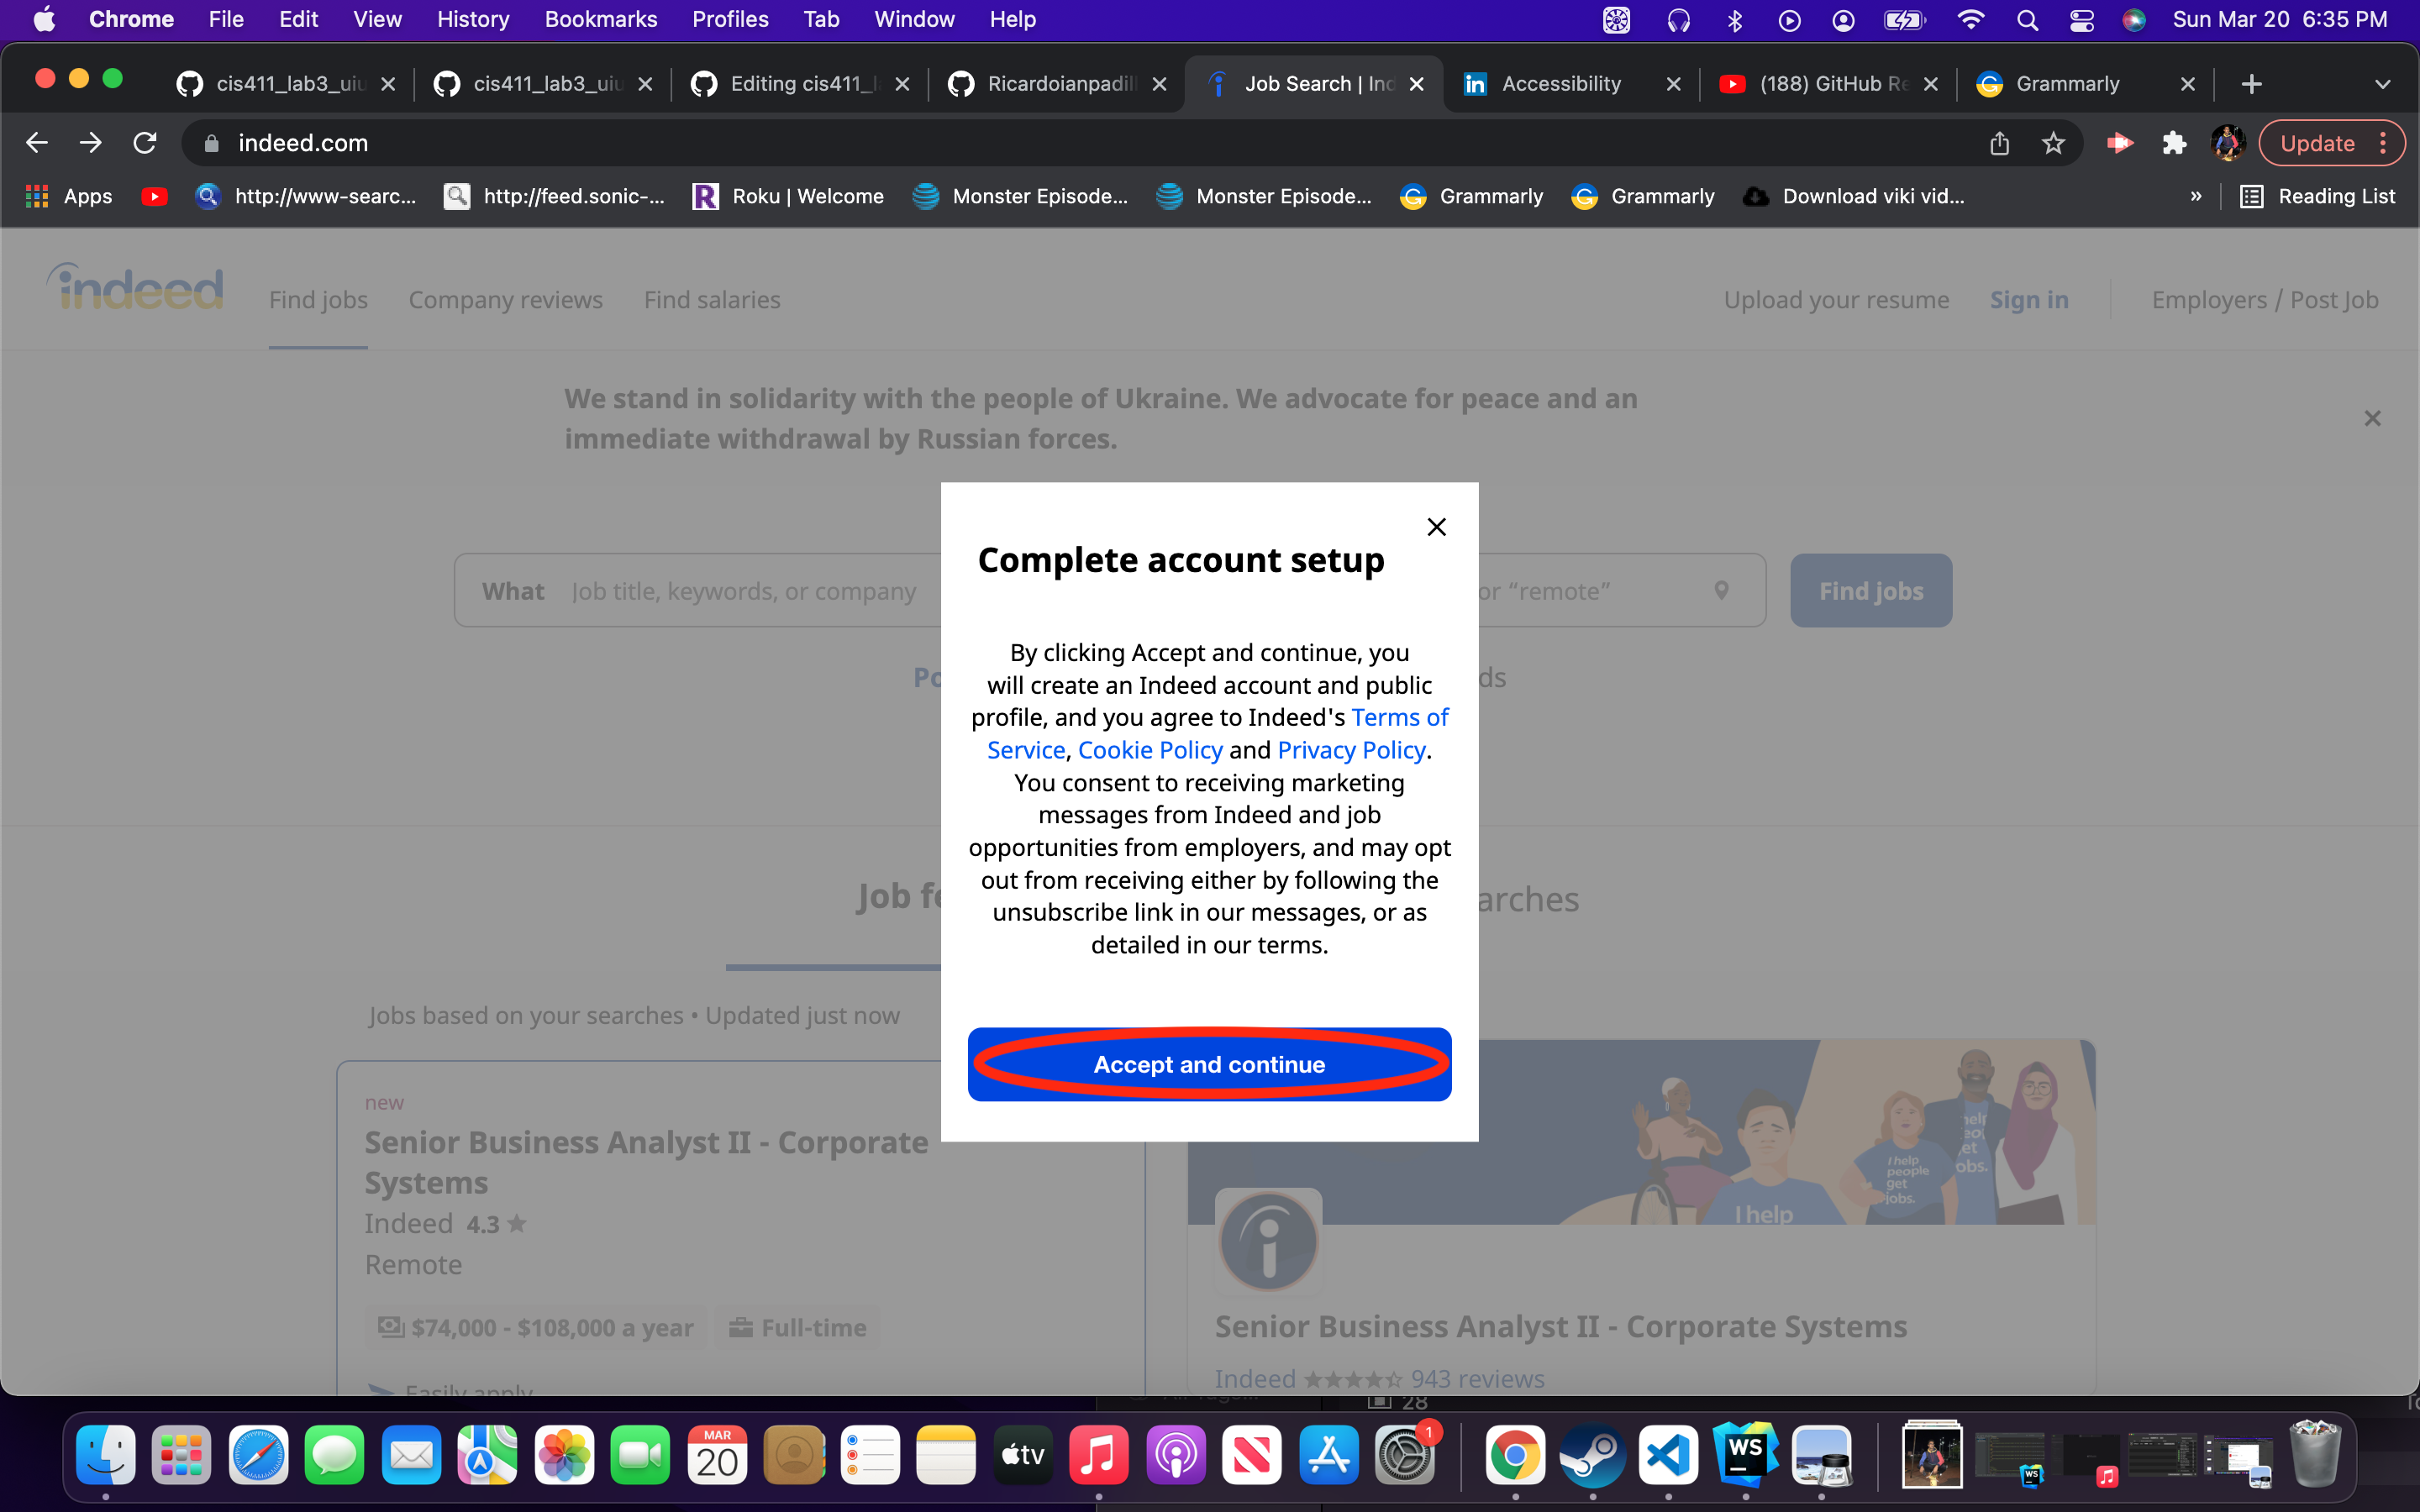 Chrome File Edit View History Bookmarks Profiles Tab Window Help Sun Mar 20 6:35 PM
cis411_lab3_uiu cis411_lab3_uiu Editing cis411_l Ricardoianpadill Job Search | Ind Accessibility (188) GitHub Re Grammarly
indeed.com Update
Apps http://www-searc... http://feed.sonic-... Roku | Welcome Monster Episode... Monster Episode... Grammarly Grammarly Download viki vid... » Reading List
indeed Find jobs Company reviews Find salaries Upload your resume Sign in Employers / Post Job
We stand in solidarity with the people of Ukraine. We advocate for peace and an
immediate withdrawal by Russian forces.
Complete account setup
What Job title, keywords, or company or “remote” Find jobs
By clicking Accept and continue, you
will create an Indeed account and public
profile, and you agree to Indeed's Terms of
Service, Cookie Policy and Privacy Policy.
You consent to receiving marketing
messages from Indeed and job
opportunities from employers, and may opt
out from receiving either by following the
unsubscribe link in our messages, or as
detailed in our terms.
Po ds
Job fe arches
Jobs based on your searches • Updated just now
Accept and continue
new
Senior Business Analyst II - Corporate
Systems
Indeed 4.3
Remote
$74,000 - $108,000 a year Full-time
Easily apply
I help
I help
people
get
jobs.
help
eo
et
obs.
Senior Business Analyst II - Corporate Systems
Indeed 943 reviews
28
MAR
20
tv
1
WS
WS